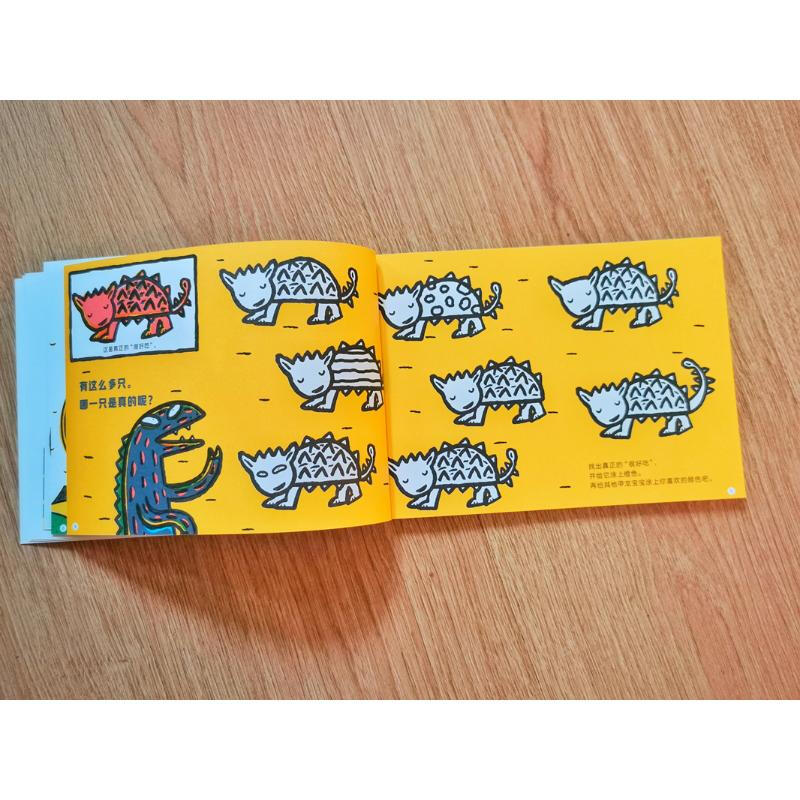 这是真正的“很好吃”。
有这么多只。
哪一只是真的呢？
找出真正的“很好吃”，
并给它涂上橙色。
再给其他甲龙宝宝涂上你喜欢的颜色吧。